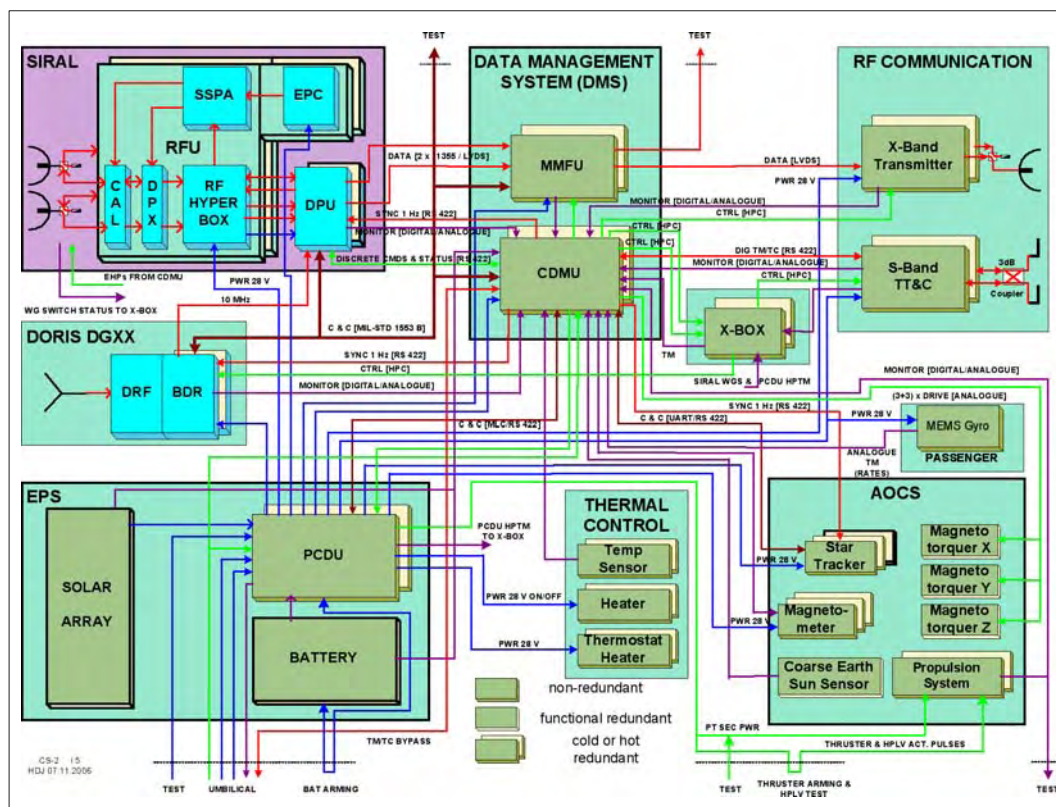 TEST
TEST
SIRAL
DATA MANAGEMENT
SYSTEM (DMS)
RF COMMUNICATION
SSPA
EPC
RFU
MMFU
DATA [2 x 1355 / LVDS]
DATA [LVDS]
X-Band
Transmitter
PWR 28 V
CAL
DPX
RF
HYPER
BOX
DPU
MONITOR [DIGITAL/ANALOGUE]
CTRL [HPC]
SYNC 1 Hz [RS 422]
MONITOR [DIGITAL/ANALOGUE]
CTRL [HPC]
CTRL [HPC]
DISCRETE CMDS & STATUS [RS 422]
CDMU
DIG TM/TC [RS 422]
MONITOR [DIGITAL/ANALOGUE]
CTRL [HPC]
S-Band
TT&C
3dB
Coupler
EHPs FROM CDMU
PWR 28 V
WG SWITCH STATUS TO X-BOX
10 MHz
X-BOX
TM
C & C [MIL-STD 1553 B]
DORIS DGXX
SYNC 1 Hz [RS 422]
CTRL [HPC]
MONITOR [DIGITAL/ANALOGUE]
DRF
BDR
SIRAL WGS & PCDU HPTM
MONITOR [DIGITAL/ANALOGUE]
(3+3) x DRIVE [ANALOGUE]
SYNC 1 Hz [RS 422]
C & C [UART/RS 422]
C & C [MLC/RS 422]
PWR 28 V
MEMS Gyro
PASSENGER
ANALOGUE
TM
(RATES)
EPS
THERMAL
CONTROL
AOCS
PCDU
PCDU HPTM
TO X-BOX
Temp
Sensor
Star
Tracker
PWR 28 V
Magneto
torquer X
SOLAR
ARRAY
PWR 28 V ON/OFF
Heater
Magneto
torquer Y
Magneto-
meter
PWR 28 V
Magneto
torquer Z
PWR 28 V
Thermostat
Heater
BATTERY
Coarse Earth
Sun Sensor
Propulsion
System
non-redundant
functional redundant
cold or hot
redundant
PT SEC PWR
TM/TC BYPASS
THRUSTER & HPLV ACT. PULSES
CS-2 I 5
HDJ 07.11.2006
TEST
UMBILICAL
BAT ARMING
TEST
THRUSTER ARMING &
HPLV TEST
TEST